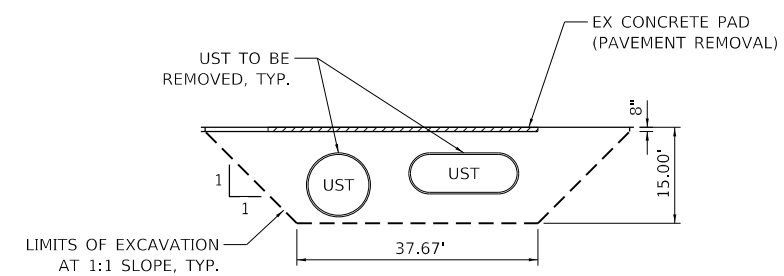 EX CONCRETE PAD
(PAVEMENT REMOVAL)
UST TO BE
REMOVED, TYP.
8"
UST
UST
15.00'
1
1
LIMITS OF EXCAVATION
AT 1:1 SLOPE, TYP.
37.67'